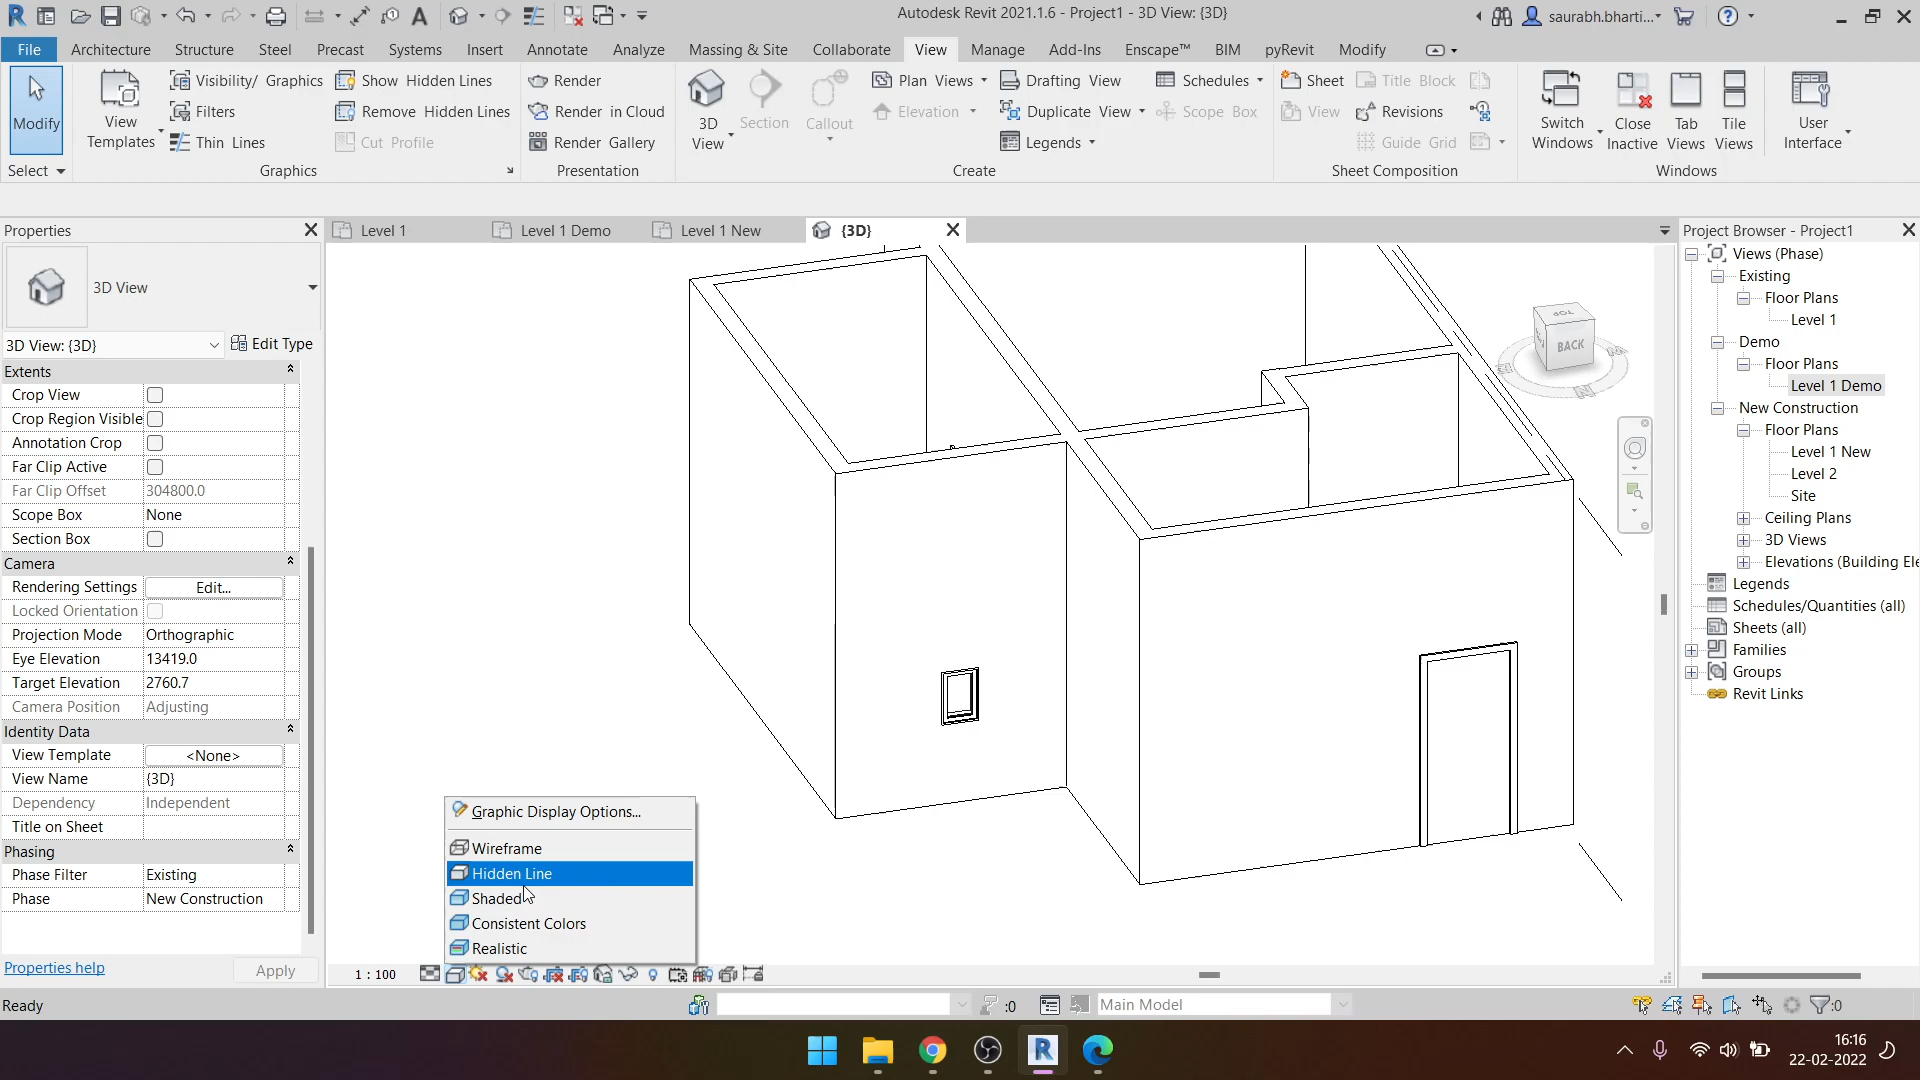 Autodesk Revit 2021.1.6 - Project1 - 3D View: {3D}
saurabh.bharti...
File Architecture Structure Steel Precast Systems Insert Annotate Analyze Massing & Site Collaborate View Manage Add-Ins Enscape™ BIM pyRevit Modify
Modify
Select
View Templates
Visibility/ Graphics
Filters
Thin Lines
Show Hidden Lines
Remove Hidden Lines
Cut Profile
Graphics
Render
Render in Cloud
Render Gallery
Presentation
3D View
Section
Callout
Plan Views
Elevation
Drafting View
Duplicate View
Legends
Schedules
Scope Box
Create
Sheet
View
Title Block
Revisions
Guide Grid
Sheet Composition
Switch Windows
Close Inactive
Tab Views
Tile Views
Windows
User Interface
Properties
3D View
3D View: {3D}
Edit Type
Extents
Crop View
Crop Region Visible
Annotation Crop
Far Clip Active
Far Clip Offset 304800.0
Scope Box None
Section Box
Camera
Rendering Settings Edit...
Locked Orientation
Projection Mode Orthographic
Eye Elevation 13419.0
Target Elevation 2760.7
Camera Position Adjusting
Identity Data
View Template <None>
View Name {3D}
Dependency Independent
Title on Sheet
Phasing
Phase Filter Existing
Phase New Construction
Properties help
Apply
Level 1
Level 1 Demo
Level 1 New
{3D}
TOP
BACK
N
Graphic Display Options...
Wireframe
Hidden Line
Shaded
Consistent Colors
Realistic
1 : 100
Project Browser - Project1
Views (Phase)
Existing
Floor Plans
Level 1
Demo
Floor Plans
Level 1 Demo
New Construction
Floor Plans
Level 1 New
Level 2
Site
Ceiling Plans
3D Views
Elevations (Building Ele
Legends
Schedules/Quantities (all)
Sheets (all)
Families
Groups
Revit Links
Ready
:0
Main Model
:0
16:16
22-02-2022